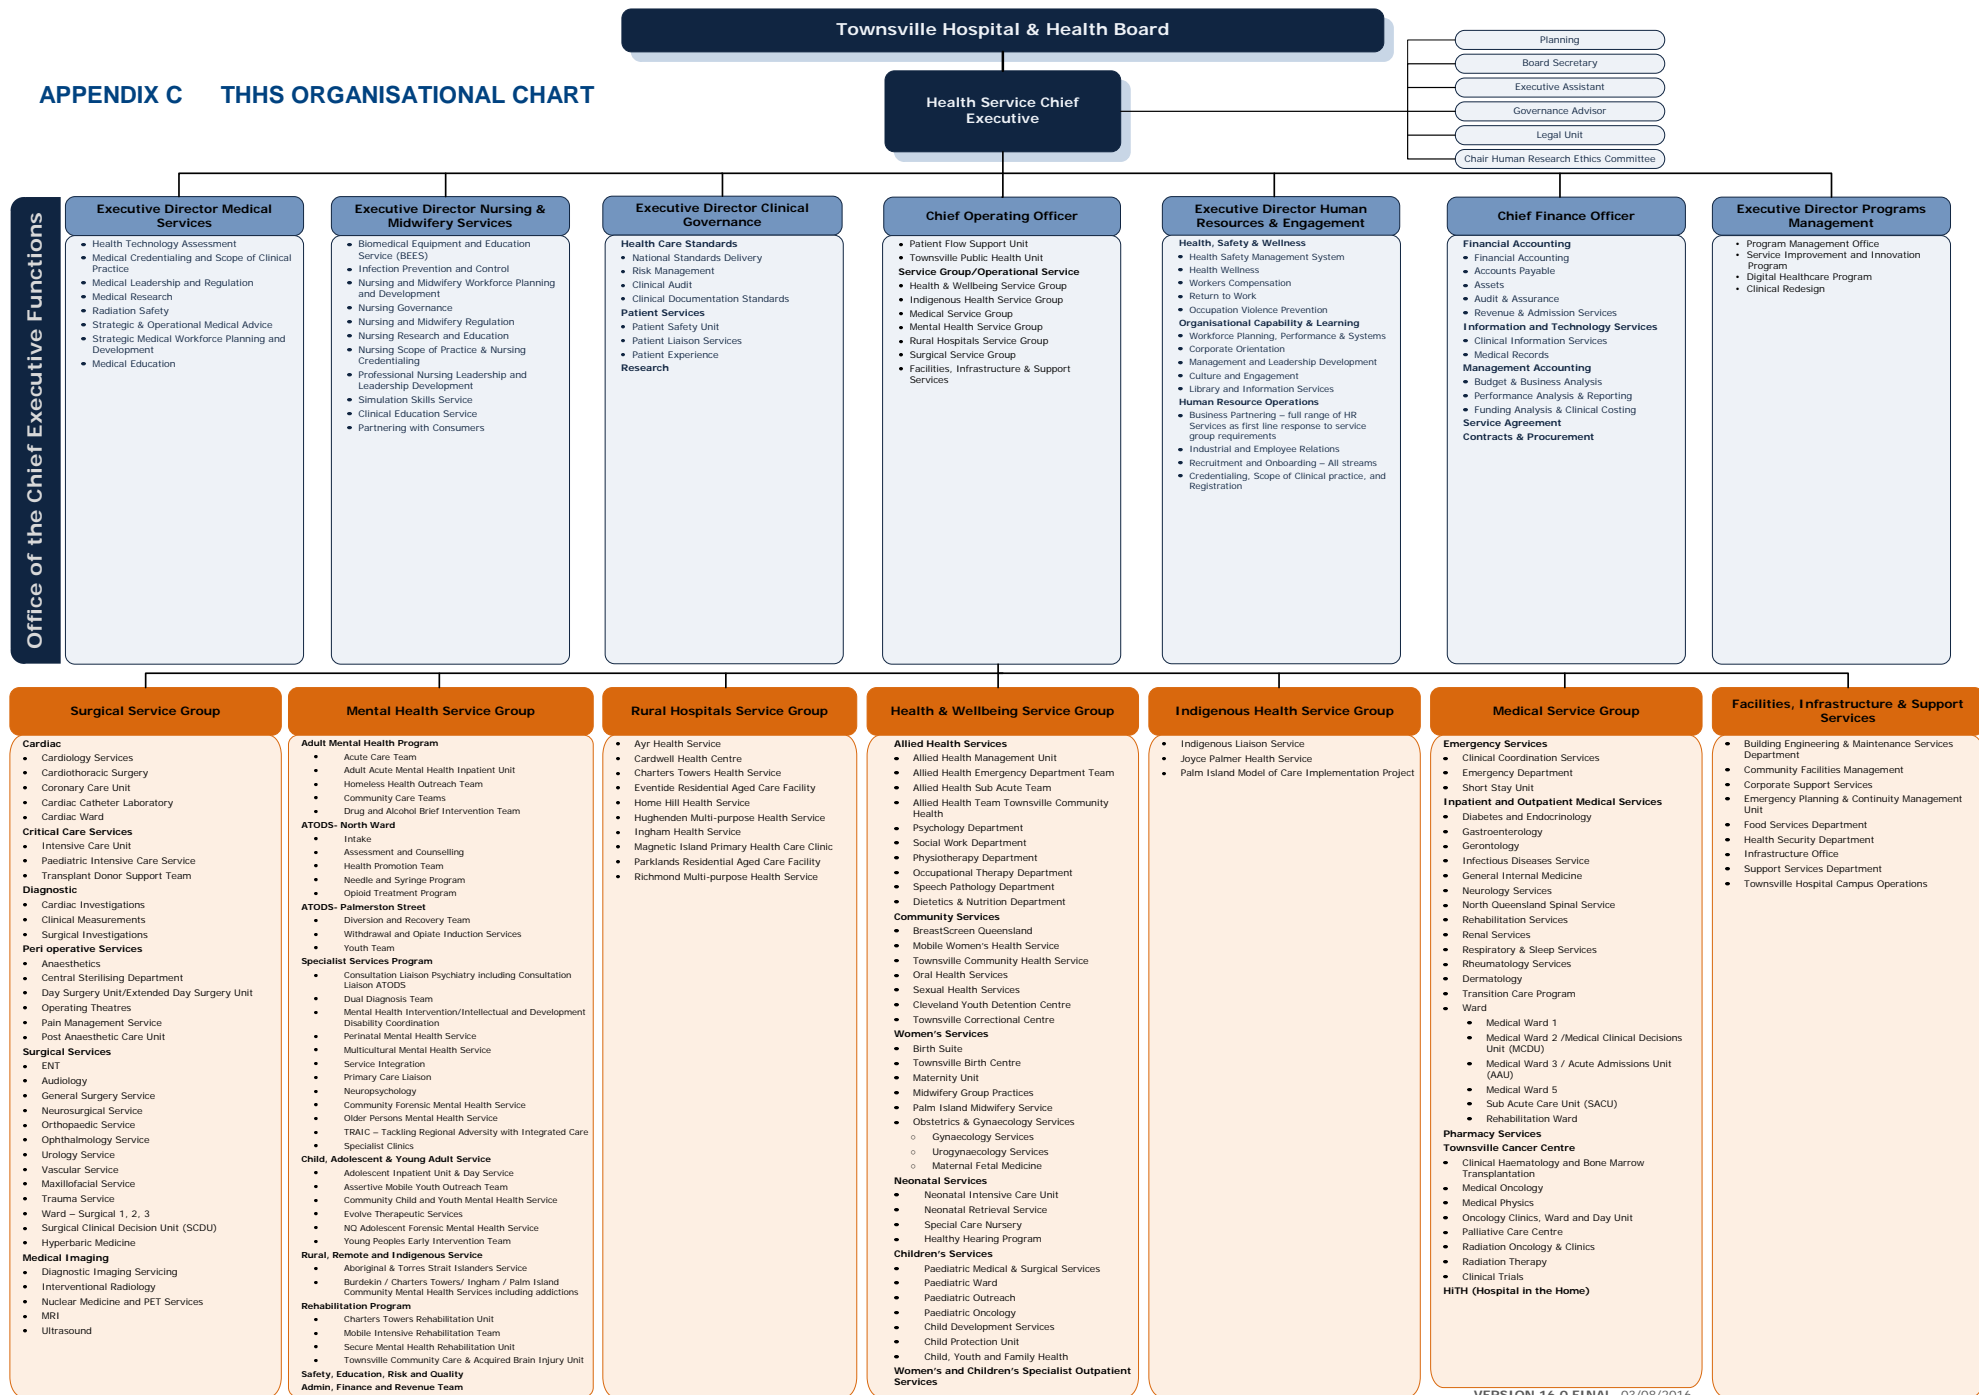 Townsville Hospital & Health Board
APPENDIX C THHS ORGANISATIONAL CHART
Health Service Chief
Executive
Planning
Board Secretary
Executive Assistant
Governance Advisor
Legal Unit
Chair Human Research Ethics Committee
Office of the Chief Executive Functions
Executive Director Medical
Services
• Health Technology Assessment
• Medical Credentialing and Scope of Clinical
Practice
• Medical Leadership and Regulation
• Medical Research
• Radiation Safety
• Strategic & Operational Medical Advice
• Strategic Medical Workforce Planning and
Development
• Medical Education
Executive Director Nursing &
Midwifery Services
• Biomedical Equipment and Education
Service (BEES)
• Infection Prevention and Control
• Nursing and Midwifery Workforce Planning
and Development
• Nursing Governance
• Nursing and Midwifery Regulation
• Nursing Research and Education
• Nursing Scope of Practice & Nursing
Credentialing
• Professional Nursing Leadership and
Leadership Development
• Simulation Skills Service
• Clinical Education Service
• Partnering with Consumers
Executive Director Clinical
Governance
Health Care Standards
• National Standards Delivery
• Risk Management
• Clinical Audit
• Clinical Documentation Standards
Patient Services
• Patient Safety Unit
• Patient Liaison Services
• Patient Experience
Research
Chief Operating Officer
• Patient Flow Support Unit
• Townsville Public Health Unit
Service Group/Operational Service
• Health & Wellbeing Service Group
• Indigenous Health Service Group
• Medical Service Group
• Mental Health Service Group
• Rural Hospitals Service Group
• Surgical Service Group
• Facilities, Infrastructure & Support
Services
Executive Director Human
Resources & Engagement
Health, Safety & Wellness
• Health Safety Management System
• Health Wellness
• Workers Compensation
• Return to Work
• Occupation Violence Prevention
Organisational Capability & Learning
• Workforce Planning, Performance & Systems
• Corporate Orientation
• Management and Leadership Development
• Culture and Engagement
• Library and Information Services
Human Resource Operations
• Business Partnering – full range of HR
Services as first line response to service
group requirements
• Industrial and Employee Relations
• Recruitment and Onboarding – All streams
• Credentialing, Scope of Clinical practice, and
Registration
Chief Finance Officer
Financial Accounting
• Financial Accounting
• Accounts Payable
• Assets
• Audit & Assurance
• Revenue & Admission Services
Information and Technology Services
• Clinical Information Services
• Medical Records
Management Accounting
• Budget & Business Analysis
• Performance Analysis & Reporting
• Funding Analysis & Clinical Costing
Service Agreement
Contracts & Procurement
Executive Director Programs
Management
• Program Management Office
• Service Improvement and Innovation
Program
• Digital Healthcare Program
• Clinical Redesign
Surgical Service Group
Cardiac
• Cardiology Services
• Cardiothoracic Surgery
• Coronary Care Unit
• Cardiac Catheter Laboratory
• Cardiac Ward
Critical Care Services
• Intensive Care Unit
• Paediatric Intensive Care Service
• Transplant Donor Support Team
Diagnostic
• Cardiac Investigations
• Clinical Measurements
• Surgical Investigations
Peri operative Services
• Anaesthetics
• Central Sterilising Department
• Day Surgery Unit/Extended Day Surgery Unit
• Operating Theatres
• Pain Management Service
• Post Anaesthetic Care Unit
Surgical Services
• ENT
• Audiology
• General Surgery Service
• Neurosurgical Service
• Orthopaedic Service
• Ophthalmology Service
• Urology Service
• Vascular Service
• Maxillofacial Service
• Trauma Service
• Ward – Surgical 1, 2, 3
• Surgical Clinical Decision Unit (SCDU)
• Hyperbaric Medicine
Medical Imaging
• Diagnostic Imaging Servicing
• Interventional Radiology
• Nuclear Medicine and PET Services
• MRI
• Ultrasound
Mental Health Service Group
Adult Mental Health Program
• Acute Care Team
• Adult Acute Mental Health Inpatient Unit
• Homeless Health Outreach Team
• Community Care Teams
• Drug and Alcohol Brief Intervention Team
ATODS- North Ward
• Intake
• Assessment and Counselling
• Health Promotion Team
• Needle and Syringe Program
• Opioid Treatment Program
ATODS- Palmerston Street
• Diversion and Recovery Team
• Withdrawal and Opiate Induction Services
• Youth Team
Specialist Services Program
• Consultation Liaison Psychiatry including Consultation
Liaison ATODS
• Dual Diagnosis Team
• Mental Health Intervention/Intellectual and Development
Disability Coordination
• Perinatal Mental Health Service
• Multicultural Mental Health Service
• Service Integration
• Primary Care Liaison
• Neuropsychology
• Community Forensic Mental Health Service
• Older Persons Mental Health Service
• TRAIC – Tackling Regional Adversity with Integrated Care
• Specialist Clinics
Child, Adolescent & Young Adult Service
• Adolescent Inpatient Unit & Day Service
• Assertive Mobile Youth Outreach Team
• Community Child and Youth Mental Health Service
• Evolve Therapeutic Services
• NQ Adolescent Forensic Mental Health Service
• Young Peoples Early Intervention Team
Rural, Remote and Indigenous Service
• Aboriginal & Torres Strait Islanders Service
• Burdekin / Charters Towers/ Ingham / Palm Island
Community Mental Health Services including addictions
Rehabilitation Program
• Charters Towers Rehabilitation Unit
• Mobile Intensive Rehabilitation Team
• Secure Mental Health Rehabilitation Unit
• Townsville Community Care & Acquired Brain Injury Unit
Safety, Education, Risk and Quality
Admin, Finance and Revenue Team
Rural Hospitals Service Group
• Ayr Health Service
• Cardwell Health Centre
• Charters Towers Health Service
• Eventide Residential Aged Care Facility
• Home Hill Health Service
• Hughenden Multi-purpose Health Service
• Ingham Health Service
• Magnetic Island Primary Health Care Clinic
• Parklands Residential Aged Care Facility
• Richmond Multi-purpose Health Service
Health & Wellbeing Service Group
Allied Health Services
• Allied Health Management Unit
• Allied Health Emergency Department Team
• Allied Health Sub Acute Team
• Allied Health Team Townsville Community
Health
• Psychology Department
• Social Work Department
• Physiotherapy Department
• Occupational Therapy Department
• Speech Pathology Department
• Dietetics & Nutrition Department
Community Services
• BreastScreen Queensland
• Mobile Women's Health Service
• Townsville Community Health Service
• Oral Health Services
• Sexual Health Services
• Cleveland Youth Detention Centre
• Townsville Correctional Centre
Women's Services
• Birth Suite
• Townsville Birth Centre
• Maternity Unit
• Midwifery Group Practices
• Palm Island Midwifery Service
• Obstetrics & Gynaecology Services
○ Gynaecology Services
○ Urogynaecology Services
○ Maternal Fetal Medicine
Neonatal Services
• Neonatal Intensive Care Unit
• Neonatal Retrieval Service
• Special Care Nursery
• Healthy Hearing Program
Children's Services
• Paediatric Medical & Surgical Services
• Paediatric Ward
• Paediatric Outreach
• Paediatric Oncology
• Child Development Services
• Child Protection Unit
• Child, Youth and Family Health
Women's and Children's Specialist Outpatient
Services
Indigenous Health Service Group
• Indigenous Liaison Service
• Joyce Palmer Health Service
• Palm Island Model of Care Implementation Project
Medical Service Group
Emergency Services
• Clinical Coordination Services
• Emergency Department
• Short Stay Unit
Inpatient and Outpatient Medical Services
• Diabetes and Endocrinology
• Gastroenterology
• Gerontology
• Infectious Diseases Service
• General Internal Medicine
• Neurology Services
• North Queensland Spinal Service
• Rehabilitation Services
• Renal Services
• Respiratory & Sleep Services
• Rheumatology Services
• Dermatology
• Transition Care Program
• Ward
• Medical Ward 1
• Medical Ward 2 /Medical Clinical Decisions
Unit (MCDU)
• Medical Ward 3 / Acute Admissions Unit
(AAU)
• Medical Ward 5
• Sub Acute Care Unit (SACU)
• Rehabilitation Ward
Pharmacy Services
Townsville Cancer Centre
• Clinical Haematology and Bone Marrow
Transplantation
• Medical Oncology
• Medical Physics
• Oncology Clinics, Ward and Day Unit
• Palliative Care Centre
• Radiation Oncology & Clinics
• Radiation Therapy
• Clinical Trials
HiTH (Hospital in the Home)
Facilities, Infrastructure & Support
Services
• Building Engineering & Maintenance Services
Department
• Community Facilities Management
• Corporate Support Services
• Emergency Planning & Continuity Management
Unit
• Food Services Department
• Health Security Department
• Infrastructure Office
• Support Services Department
• Townsville Hospital Campus Operations
VERSION 16.0 FINAL 03/08/2016